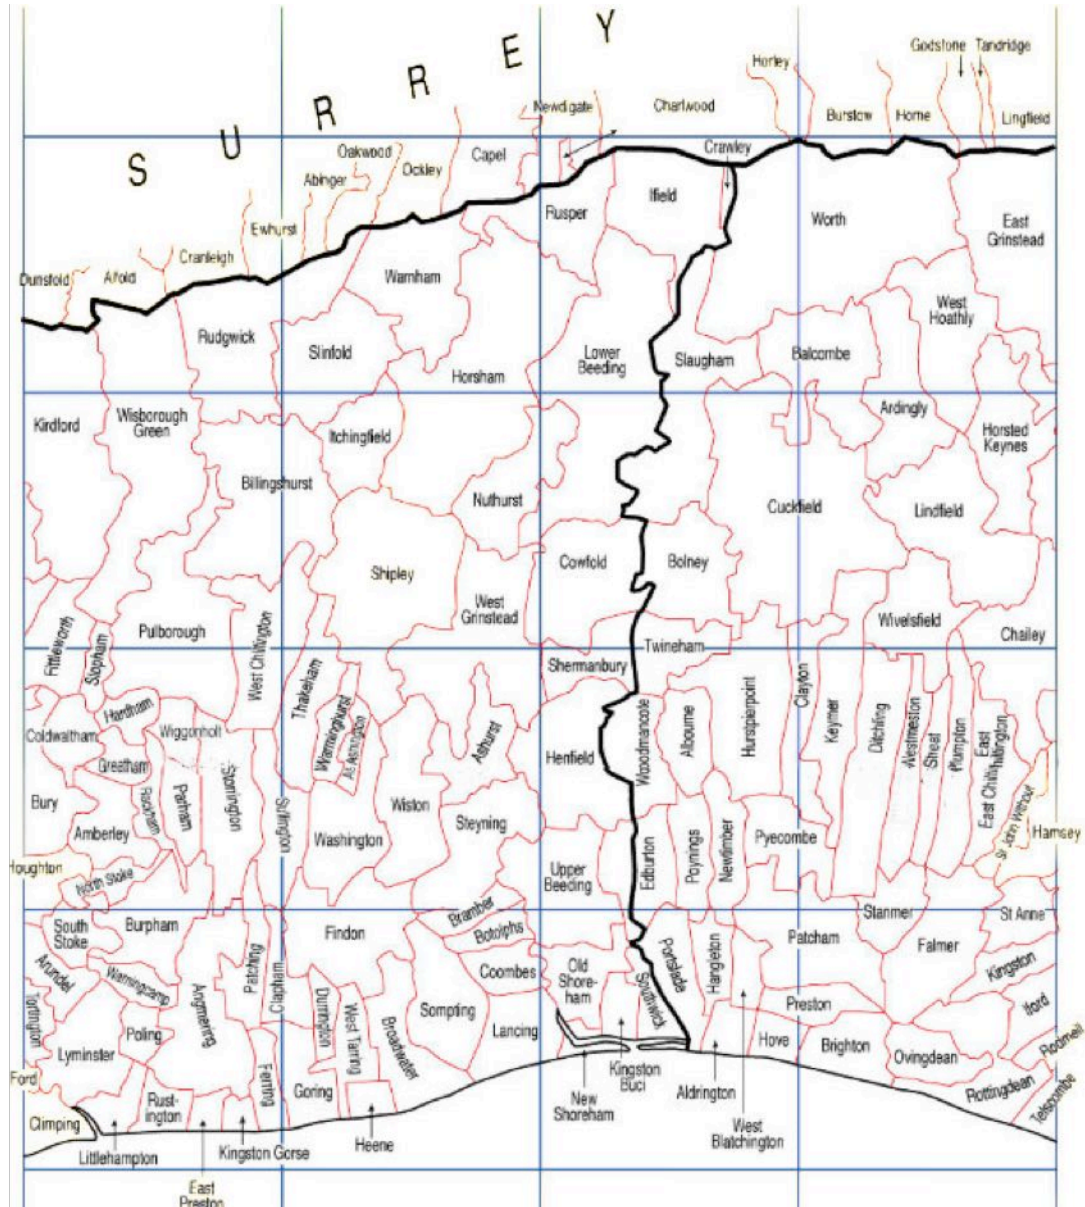 S U R R E Y
Godstone
Tandridge
Horley
Newdigate
Charlwood
Burstow
Horne
Lingfield
Oakwood
Ockley
Capel
Crawley
Abinger
Ewhurst
Cranleigh
Dunsfold
Alfold
Rusper
Ifield
Worth
East
Grinstead
Warnham
Rudgwick
Slinfold
Horsham
Lower
Beeding
Slaugham
Balcombe
West
Hoathly
Kirdford
Wisborough
Green
Itchingfield
Ardingly
Horsted
Keynes
Billingshurst
Nuthurst
Cuckfield
Lindfield
Shipley
Cowfold
Bolney
West
Grinstead
Fittleworth
Stopham
Pulborough
West Chiltington
Wivelsfield
Chailey
Twineham
Shermanbury
Thakeham
Warminghurst
Ashington
Hardham
Coldwaltham
Wiggonholt
Greatham
Ashurst
Henfield
Woodmancote
Albourne
Hurstpierpoint
Clayton
Keymer
Ditchling
Westmeston
Streat
Plumpton
East Chiltington
East
Chiltington
St John Without
Hamsey
Bury
Amberley
Rackham
Parham
Storrington
Sullington
Washington
Wiston
Steyning
Edburton
Poynings
Newtimber
Pyecombe
Houghton
North Stoke
Upper
Beeding
South
Stoke
Burpham
Findon
Bramber
Botolphs
Stanmer
St Anne
Patcham
Falmer
Kingston
Arundel
Warningcamp
Angmering
Patching
Clapham
Coombes
Old
Shore-
ham
Southwick
Portslade
Hangleton
Preston
Iford
Tortington
Poling
Lyminster
Durrington
West Tarring
Broadwater
Sompting
Lancing
Hove
Brighton
Ovingdean
Rodmell
Ford
Rust-
ington
Ferring
Goring
Kingston
Buci
Aldrington
Rottingdean
Telscombe
Climping
New
Shoreham
West
Blatchington
Littlehampton
Kingston Gorse
Heene
East
Preston